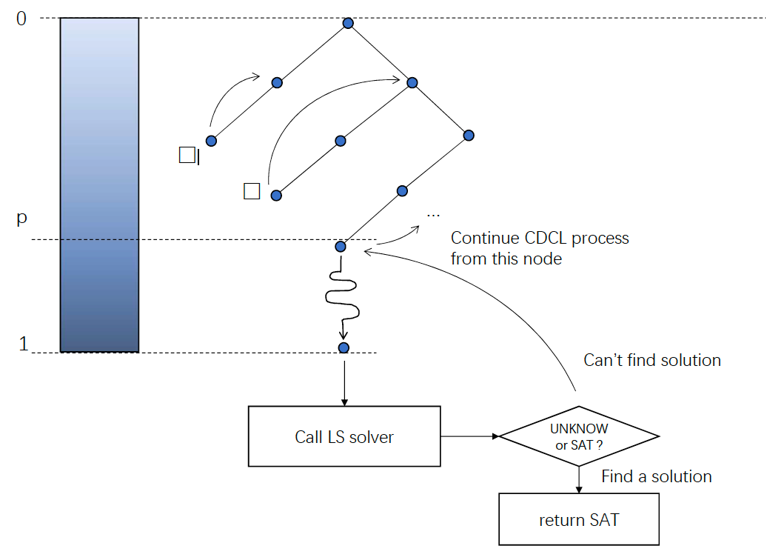 0
p
...
Continue CDCL process
from this node
1
Can't find solution
Call LS solver
UNKNOW
or SAT ?
Find a solution
return SAT